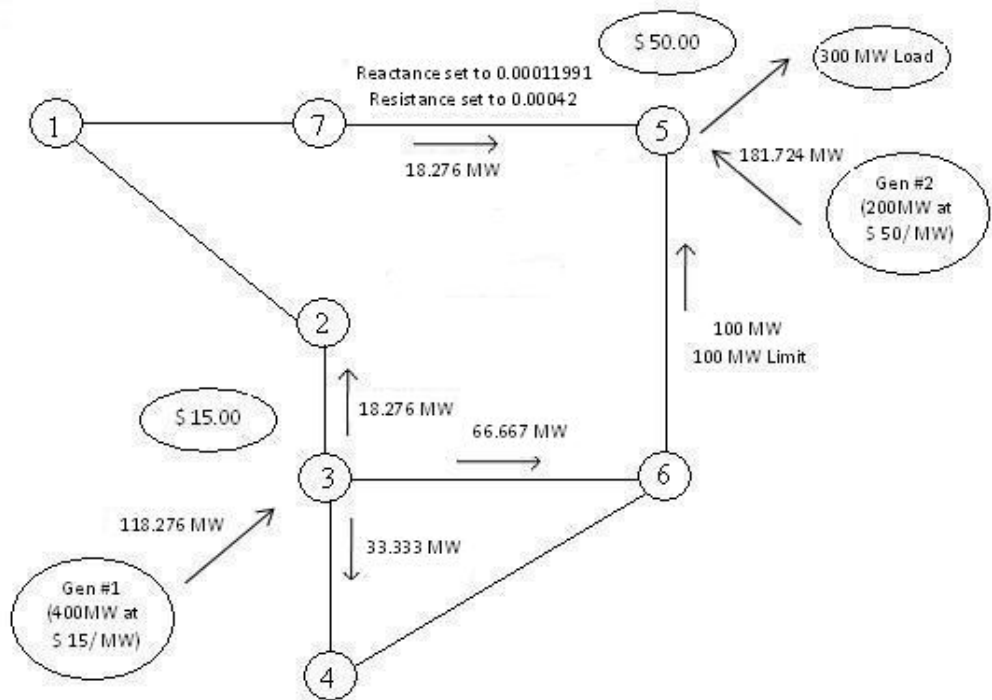 $ 50.00
300 MW Load
Reactance set to 0.00011991
Resistance set to 0.00042
1
7
5
18.276 MW
181.724 MW
Gen #2
(200MW at
$ 50/ MW)
2
100 MW
100 MW Limit
$ 15.00
18.276 MW
66.667 MW
3
6
118.276 MW
33.333 MW
Gen #1
(400MW at
$ 15/ MW)
4